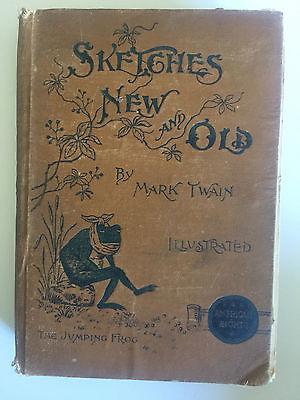 SKETCHES
NEW
AND
OLD
BY
MARK TWAIN
ILLUSTRATED
THE JUMPING FROG